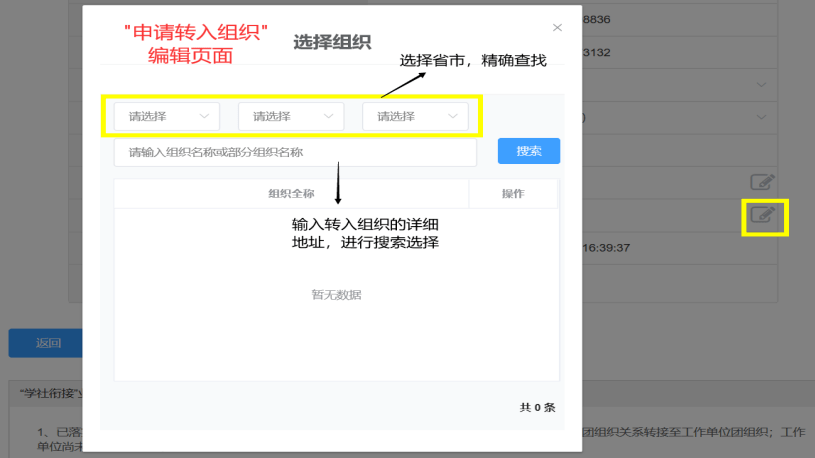 8836
"申请转入组织"
编辑页面
选择组织
选择省市，精确查找
3132
请选择
请选择
请选择
)
请输入组织名称或部分组织名称
搜索
组织全称
操作
输入转入组织的详细
地址，进行搜索选择
16:39:37
暂无数据
返回
"学社衔接"
共 0 条
1、已落
团组织关系转接至工作单位团组织；工作
单位尚未